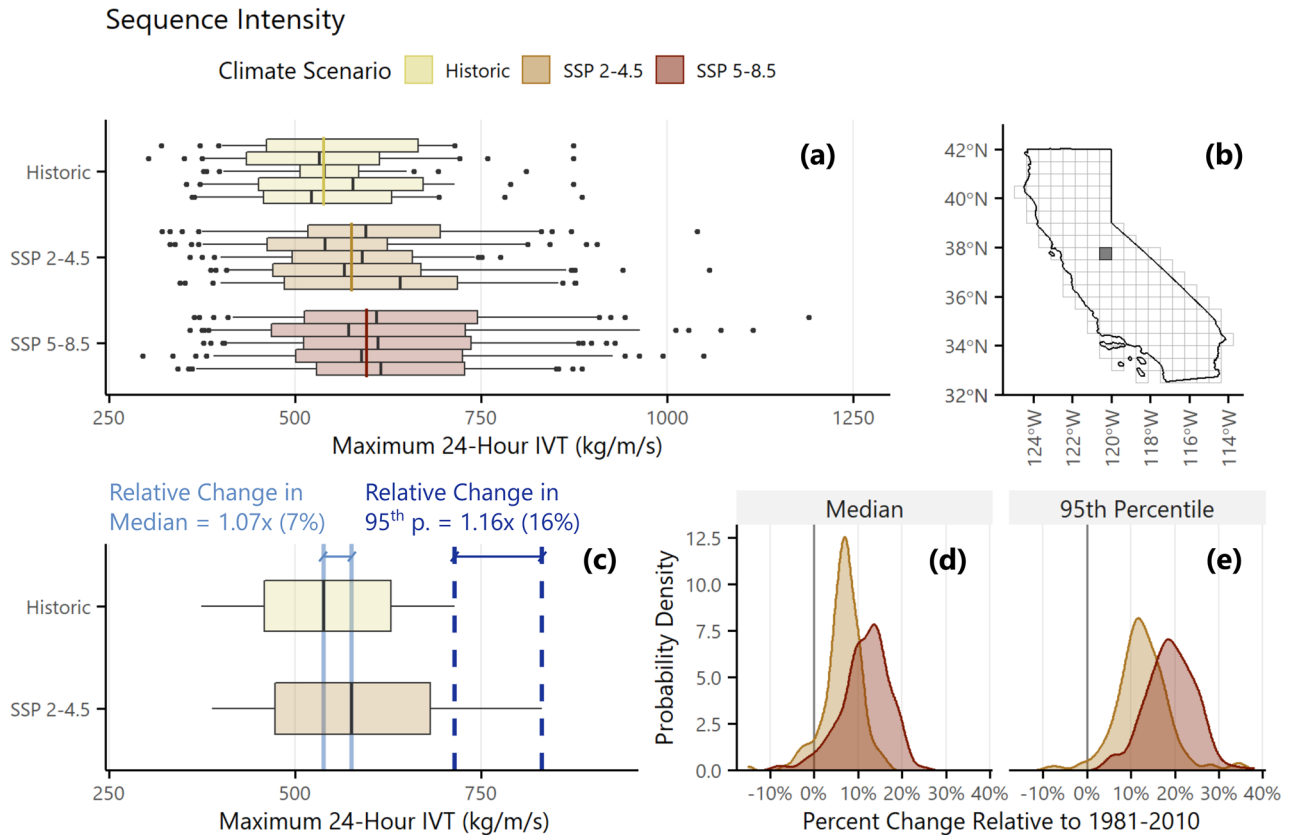 Sequence Intensity
Climate Scenario Historic SSP 2-4.5 SSP 5-8.5
(a)
Historic
SSP 2-4.5
SSP 5-8.5
250 500 750 1000 1250
Maximum 24-Hour IVT (kg/m/s)
(b)
42°N
40°N
38°N
36°N
34°N
32°N
124°W 122°W 120°W 118°W 116°W 114°W
Relative Change in
Median = 1.07x (7%)
Relative Change in
95th p. = 1.16x (16%)
(c)
Historic
SSP 2-4.5
250 500 750
Maximum 24-Hour IVT (kg/m/s)
Median 95th Percentile
(d) (e)
Probability Density
12.5
10.0
7.5
5.0
2.5
0.0
-10% 0% 10% 20% 30% 40% -10% 0% 10% 20% 30% 40%
Percent Change Relative to 1981-2010